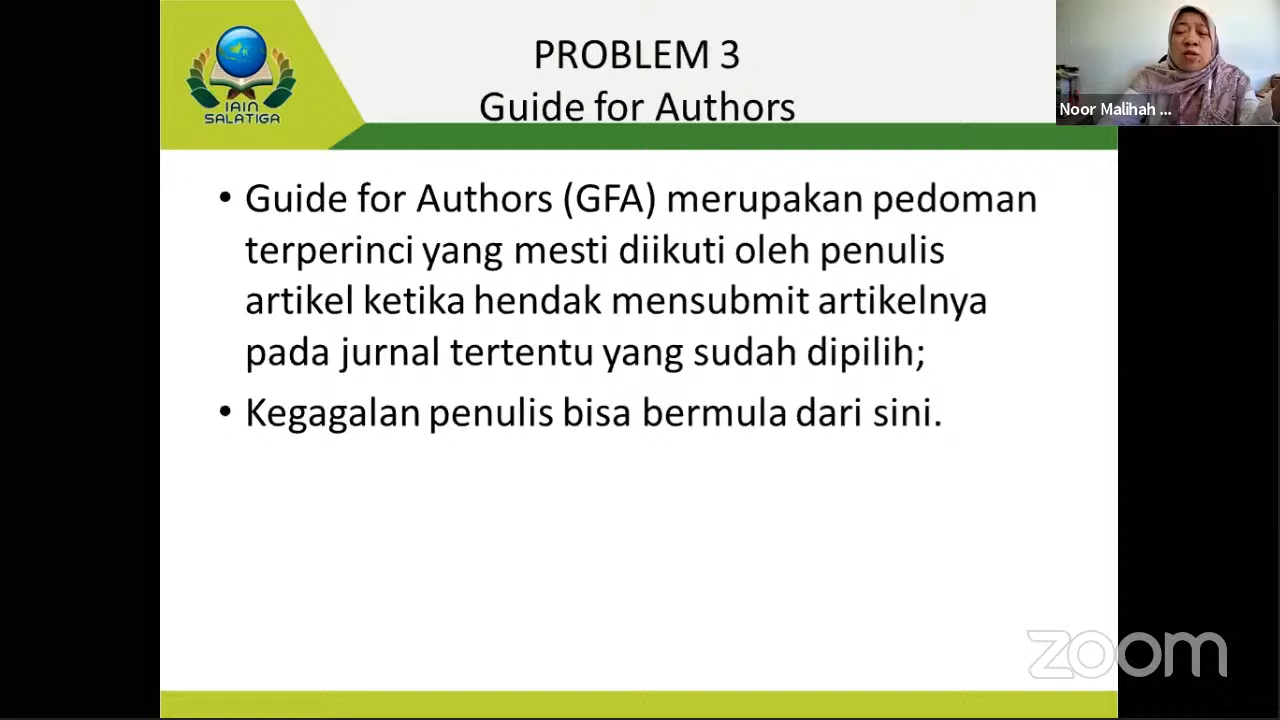 PROBLEM 3
Guide for Authors
IAIN
SALATIGA
Noor Malihah ...
• Guide for Authors (GFA) merupakan pedoman
terperinci yang mesti diikuti oleh penulis
artikel ketika hendak mensubmit artikelnya
pada jurnal tertentu yang sudah dipilih;
• Kegagalan penulis bisa bermula dari sini.
zoom